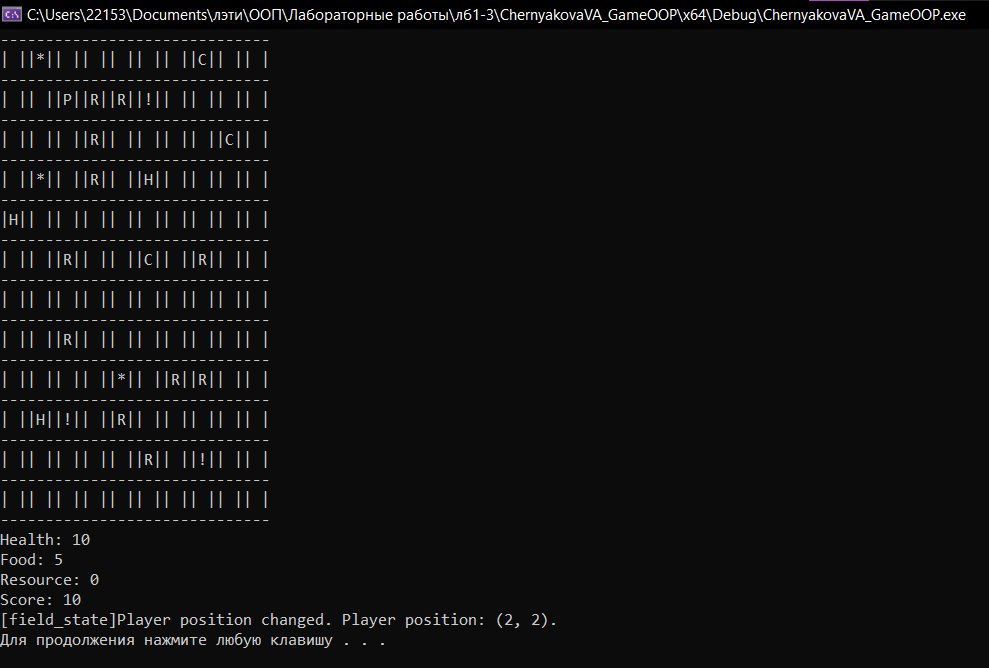 C:\Users\22153\Documents\лэти\ООП\Лабораторные работы\лб1-3\ChernyakovaVA_GameOOP\x64\Debug\ChernyakovaVA_GameOOP.exe
------------------------------
| ||*|| || || || || ||C|| || |
------------------------------
| || ||P||R||R||!|| || || || |
------------------------------
| || || ||R|| || || || ||C|| |
------------------------------
| ||*|| ||R|| ||H|| || || || |
------------------------------
|H|| || || || || || || || || |
------------------------------
| || ||R|| || ||C|| ||R|| || |
------------------------------
| || || || || || || || || || |
------------------------------
| || ||R|| || || || || || || |
------------------------------
| || || || ||*|| ||R||R|| || |
------------------------------
| ||H||!|| ||R|| || || || || |
------------------------------
| || || || || ||R|| ||!|| || |
------------------------------
| || || || || || || || || || |
------------------------------
Health: 10
Food: 5
Resource: 0
Score: 10
[field_state]Player position changed. Player position: (2, 2).
Для продолжения нажмите любую клавишу . . .